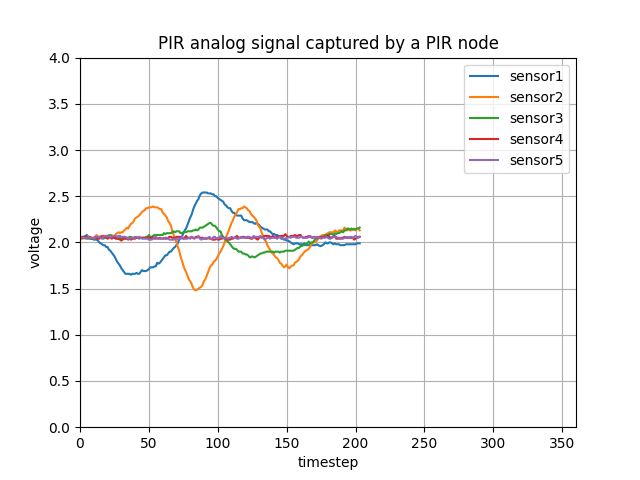 PIR analog signal captured by a PIR node
4.0
3.5
3.0
2.5
2.0
1.5
1.0
0.5
0.0
voltage
0 50 100 150 200 250 300 350
timestep
sensor1
sensor2
sensor3
sensor4
sensor5